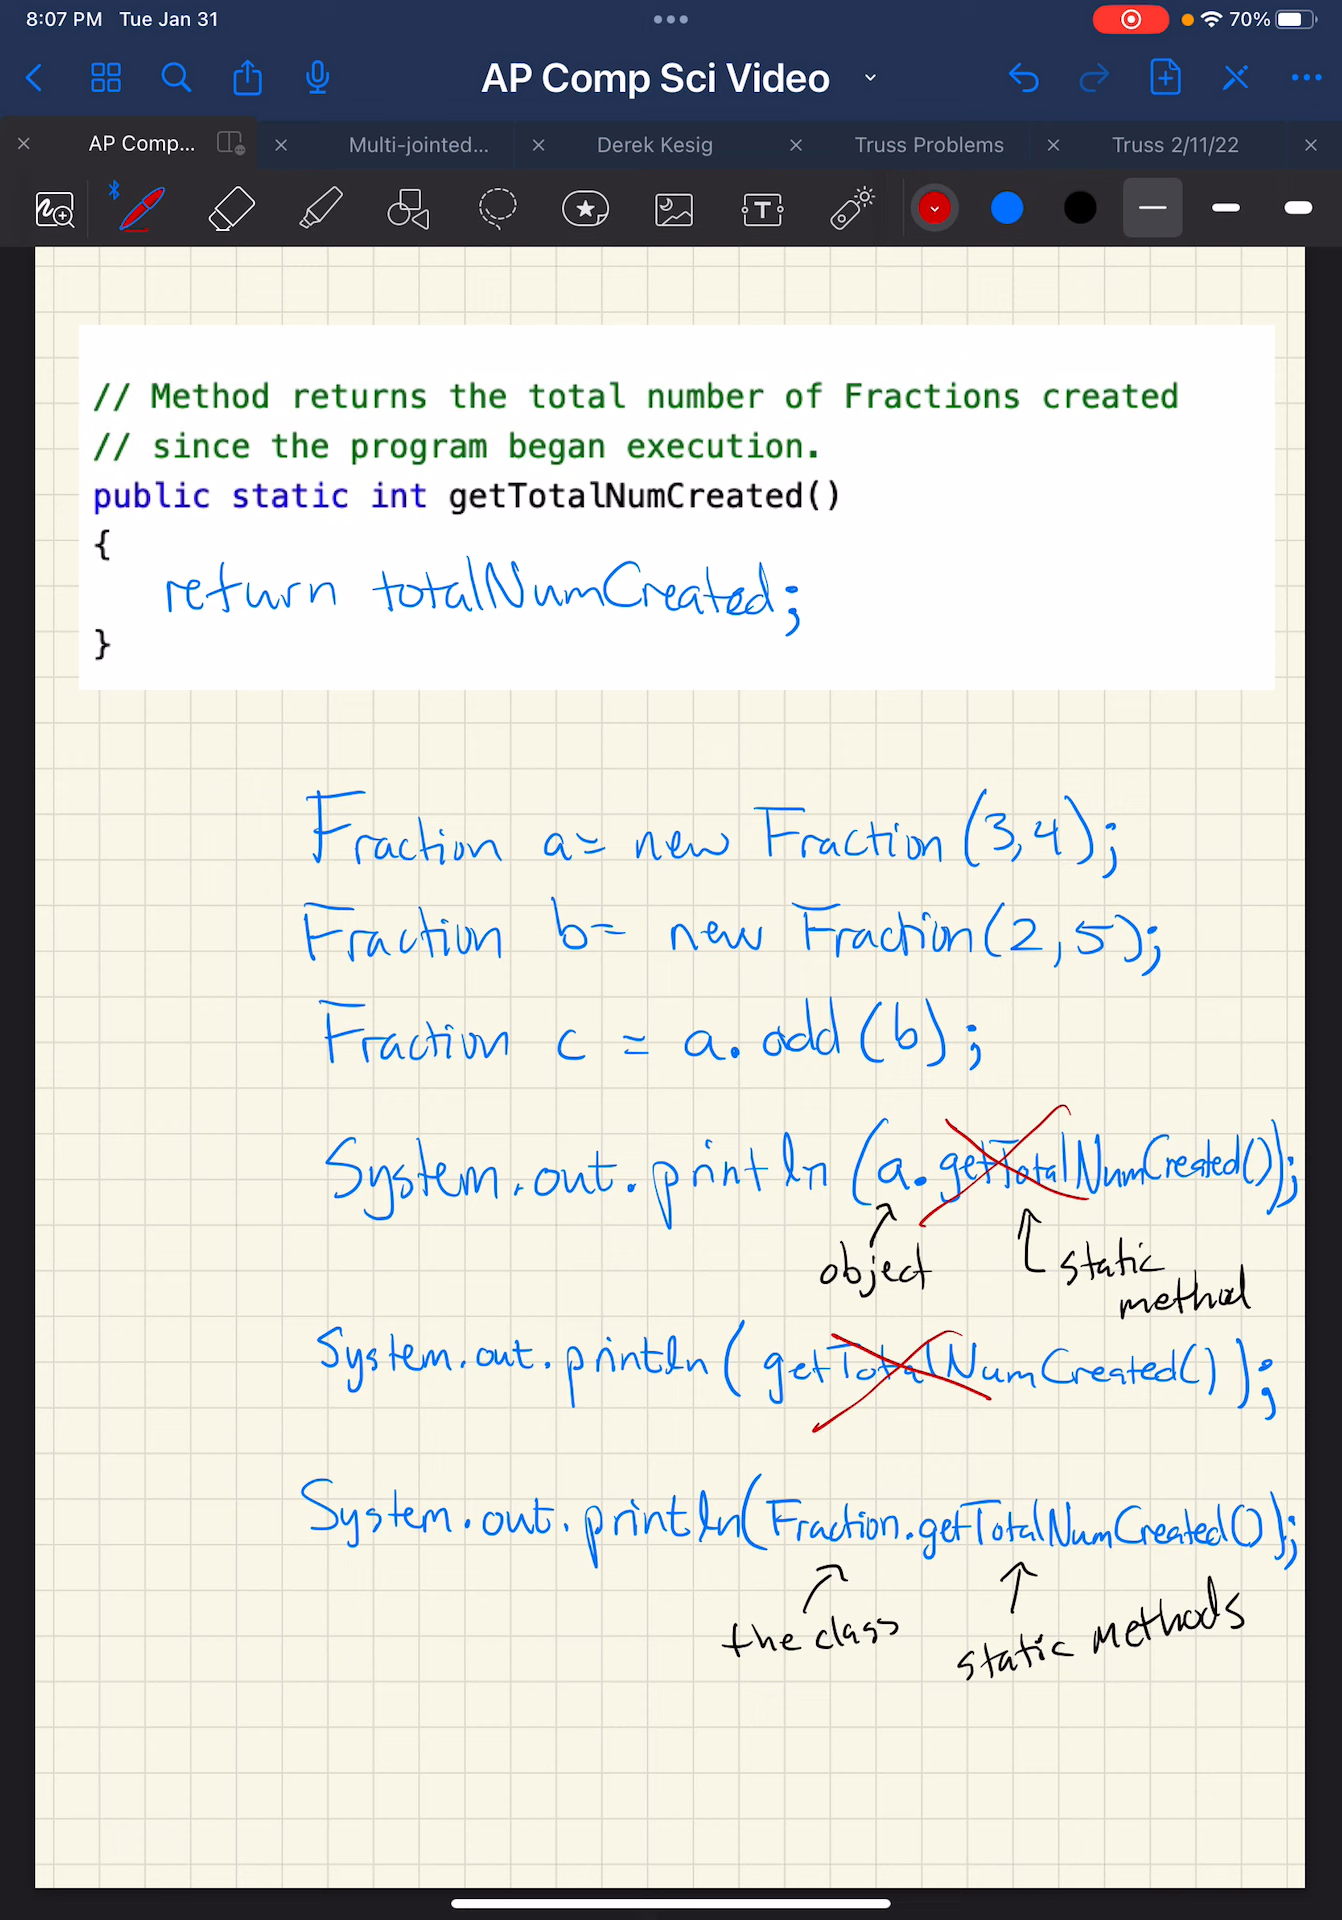 8:07 PM Tue Jan 31
70%
AP Comp Sci Video
AP Comp...
Multi-jointed...
Derek Kesig
Truss Problems
Truss 2/11/22
T
// Method returns the total number of Fractions created
// since the program began execution.
public static int getTotalNumCreated()
{
return totalNumCreated;
}
Fraction a= new Fraction (3,4);
Fraction b= new Fraction(2,5);
Fraction c = a. add (b);
System.out.println (a.getTotalNumCreated());
object
static
method
System.out.println( getTotalNumCreated() );
System.out.println(Fraction.getTotalNumCreated());
the class
static methods